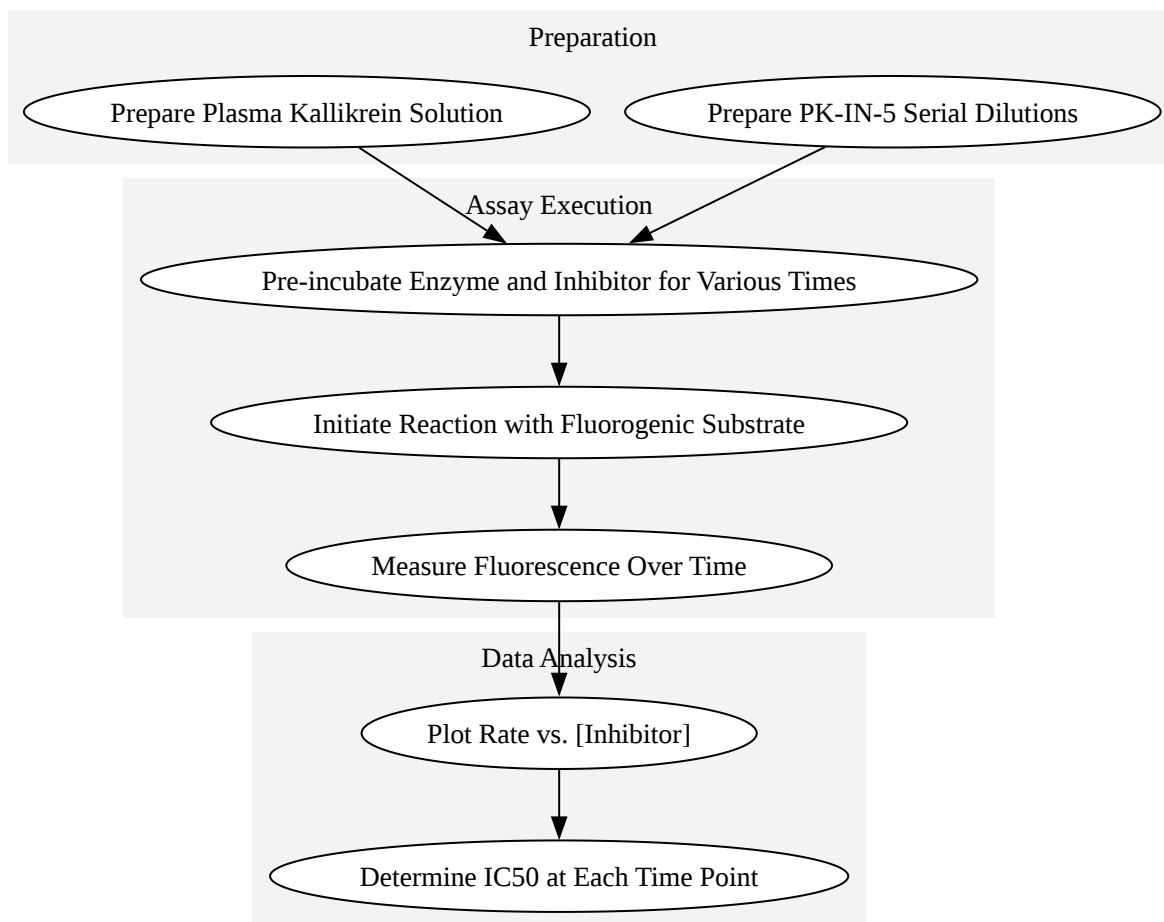 Preparation
Prepare Plasma Kallikrein Solution
Prepare PK-IN-5 Serial Dilutions
Assay Execution
Pre-incubate Enzyme and Inhibitor for Various Times
Initiate Reaction with Fluorogenic Substrate
Measure Fluorescence Over Time
Data Analysis
Plot Rate vs. [Inhibitor]
Determine IC50 at Each Time Point